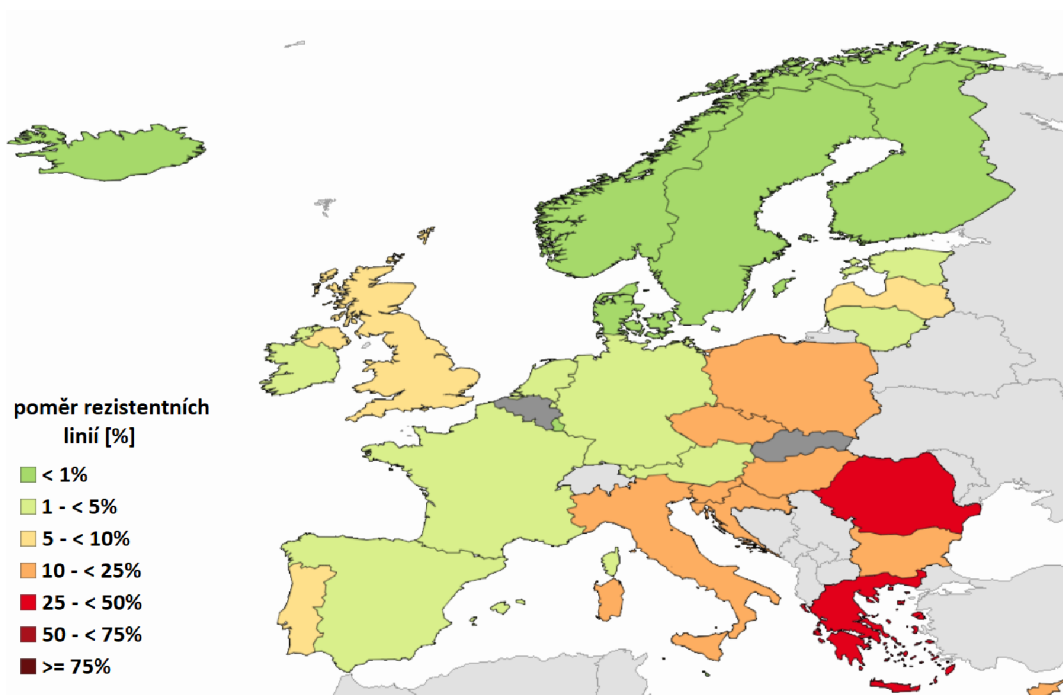 poměr rezistentních
linií [%]
< 1%
1 - < 5%
5 - < 10%
10 - < 25%
25 - < 50%
50 - < 75%
>= 75%